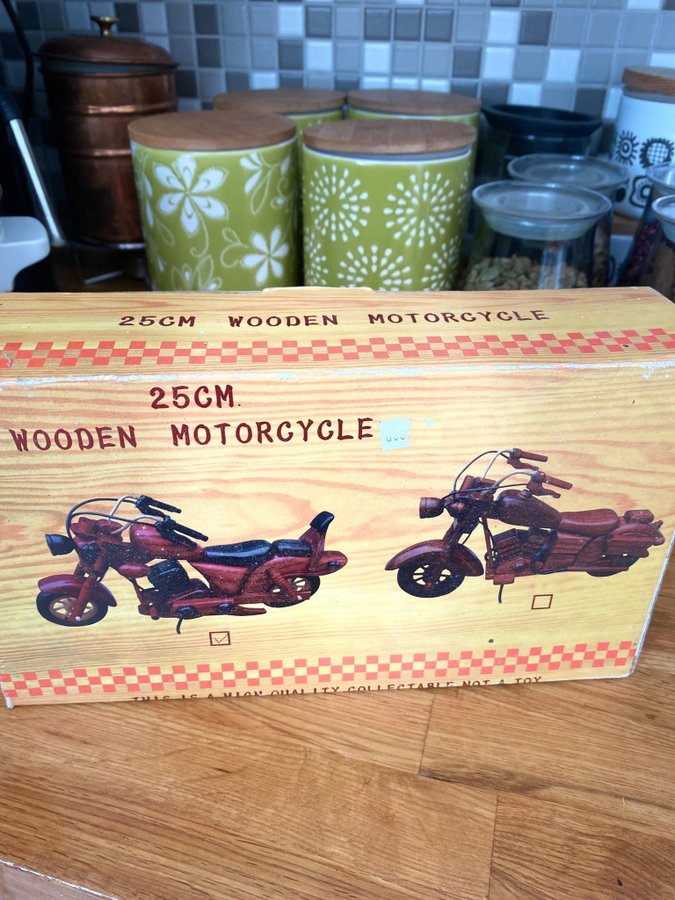 25CM WOODEN MOTORCYCLE
25CM.
WOODEN MOTORCYCLE
THIS IS A HIGH QUALITY COLLECTABLE NOT A TOY